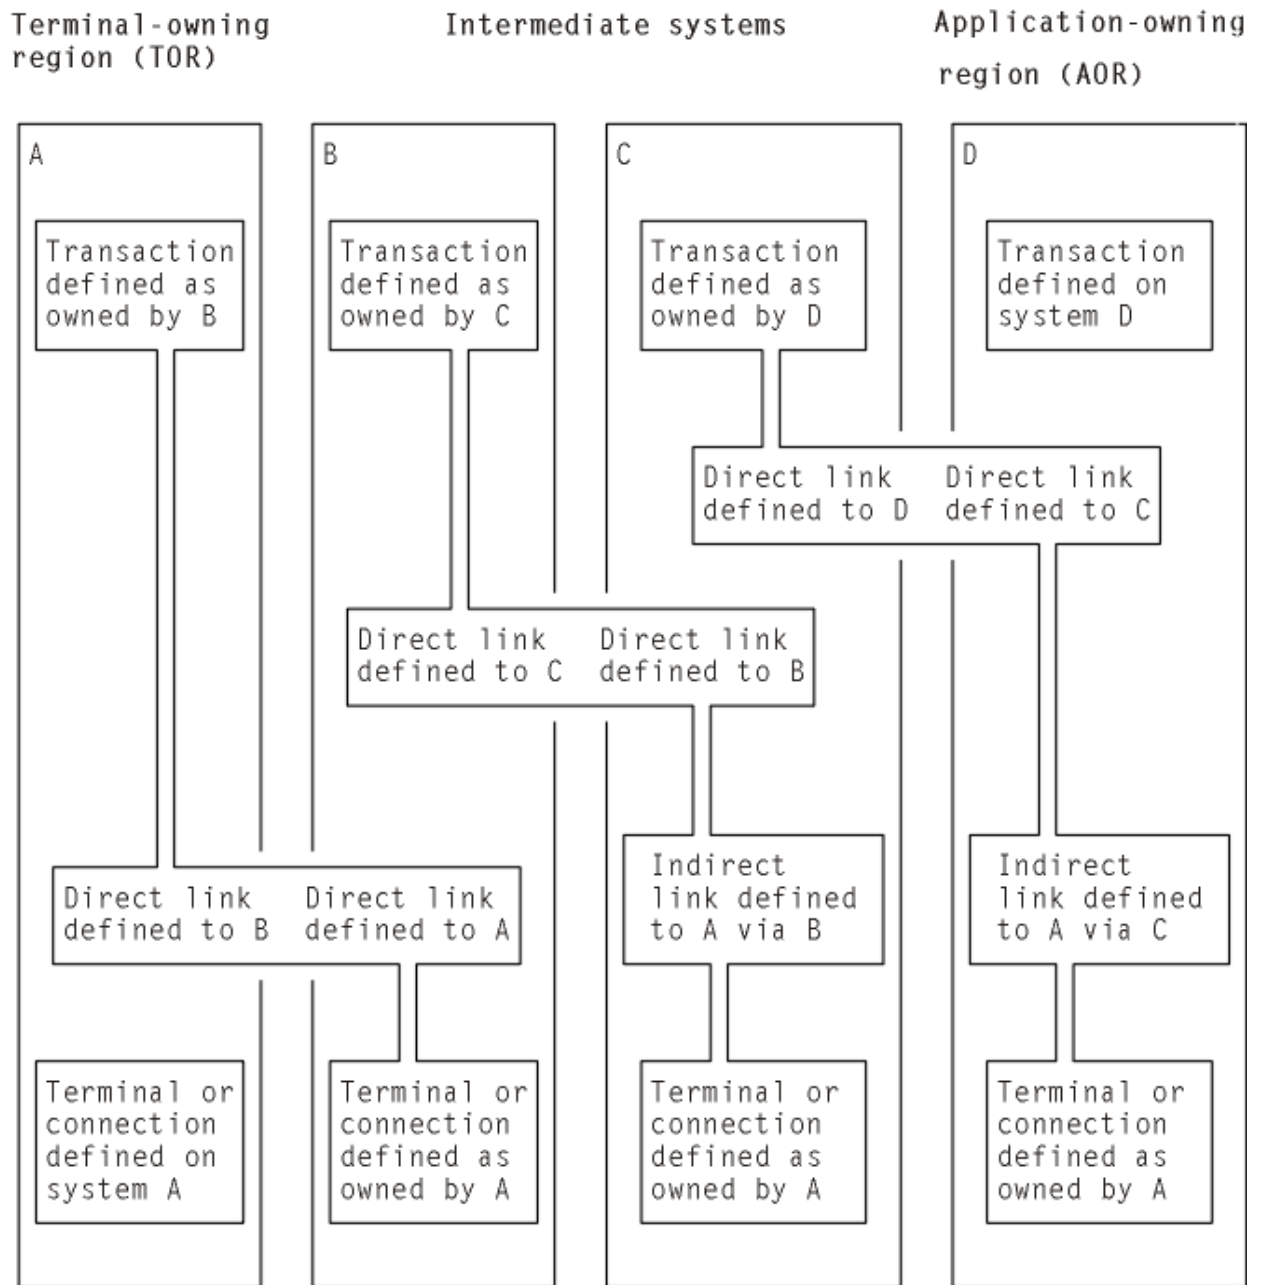 Terminal-owning
region (TOR)
Intermediate systems
Application-owning
region (AOR)
A
B
C
D
Transaction
defined as
owned by B
Transaction
defined as
owned by C
Transaction
defined as
owned by D
Transaction
defined on
system D
Direct link
defined to D
Direct link
defined to C
Direct link
defined to C
Direct link
defined to B
Direct link
defined to B
Direct link
defined to A
Indirect
link defined
to A via B
Indirect
link defined
to A via C
Terminal or
connection
defined on
system A
Terminal or
connection
defined as
owned by A
Terminal or
connection
defined as
owned by A
Terminal or
connection
defined as
owned by A